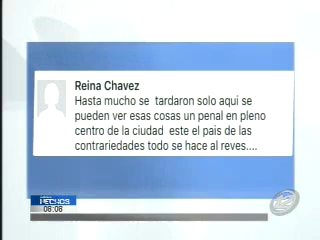 Reina Chavez
Hasta mucho se  tardaron solo aqui se
pueden ver esas cosas un penal en pleno
centro de la ciudad  este el pais de las
contrariedades todo se hace al reves....
HECHOS
08:08